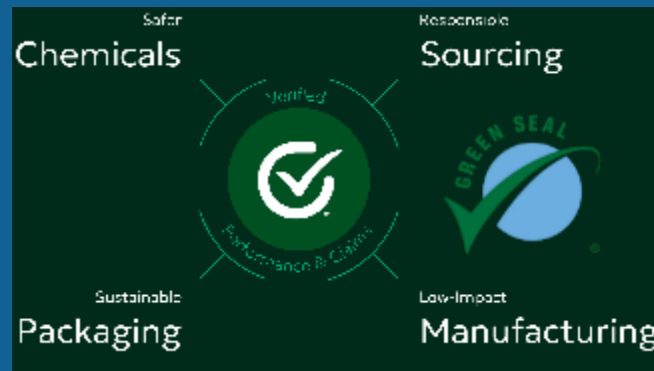 Safer
Chemicals
Responsible
Sourcing
Verified
GREEN SEAL
Performance & Claims
Sustainable
Packaging
Low-Impact
Manufacturing
®